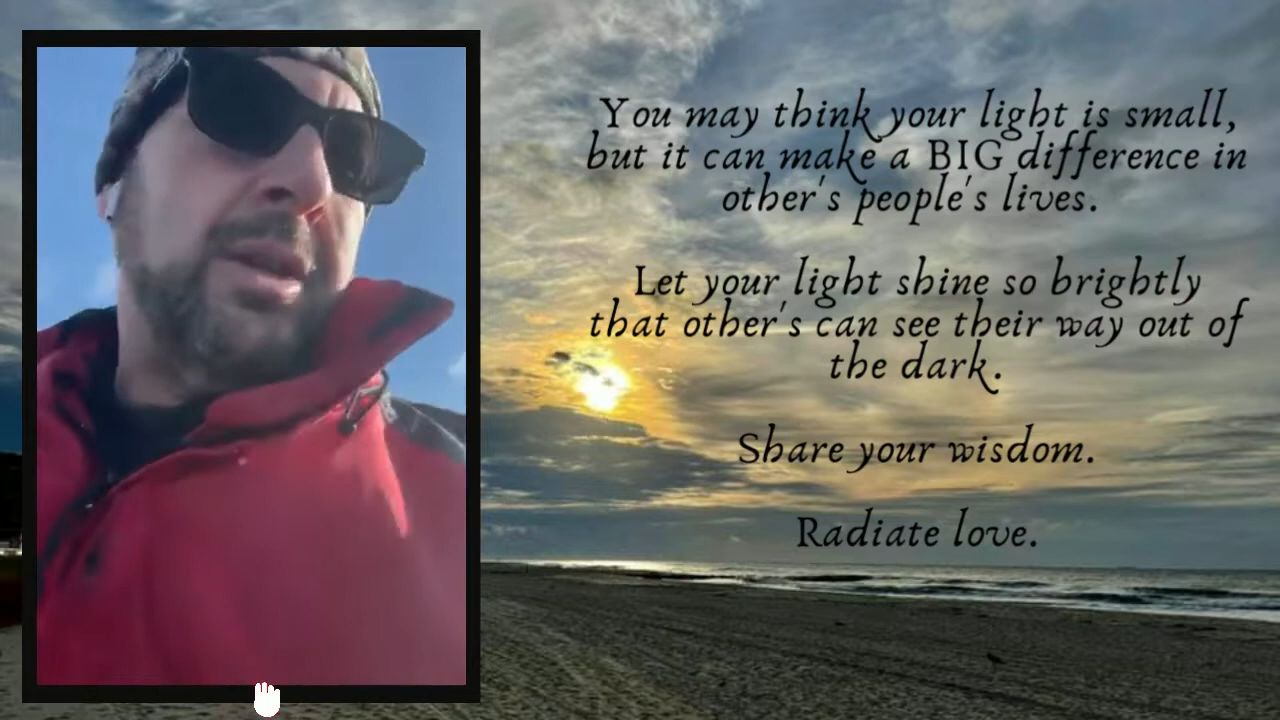 You may think your light is small,
but it can make a BIG difference in
other's people's lives.
Let your light shine so brightly
that other's can see their way out of
the dark.
Share your wisdom.
Radiate love.